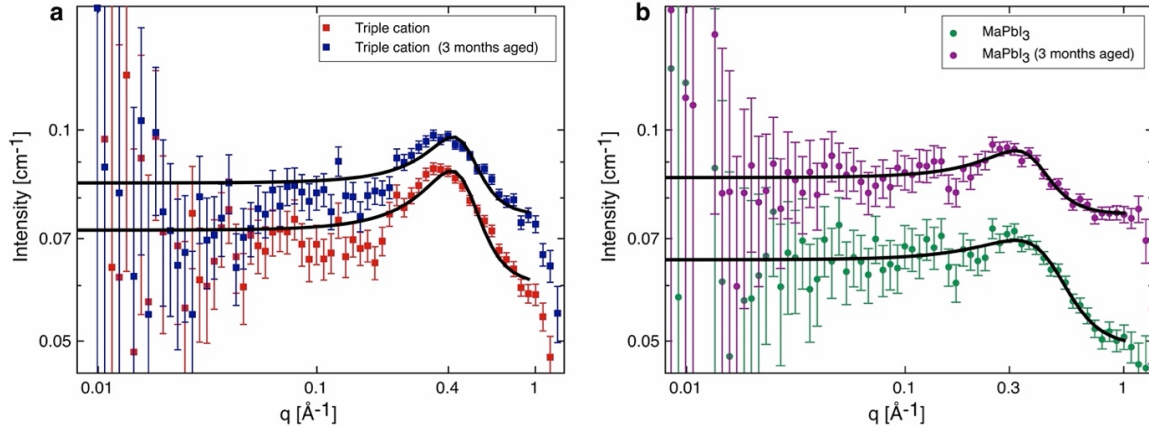 a
Triple cation
Triple cation (3 months aged)
Intensity [cm-1]
0.1
0.07
0.05
0.01
0.1
0.4
1
q [Å-1]
b
MaPbI3
MaPbI3 (3 months aged)
Intensity [cm-1]
0.1
0.07
0.05
0.01
0.1
0.3
1
q [Å-1]